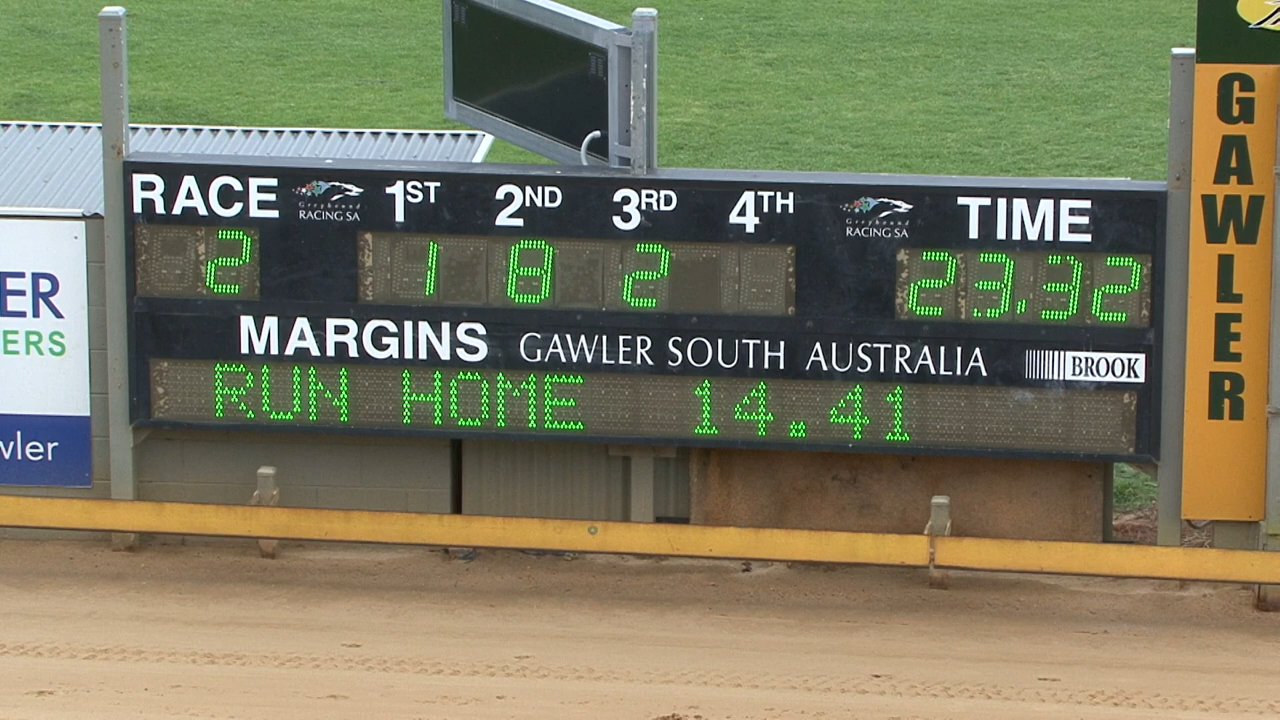 RACE
Greyhound
RACING SA
1ST 2ND 3RD 4TH
Greyhound
RACING SA
TIME
2 1 8 2 23.32
MARGINS GAWLER SOUTH AUSTRALIA BROOK
RUN HOME 14.41
ER
ERS
wler
GAWLER